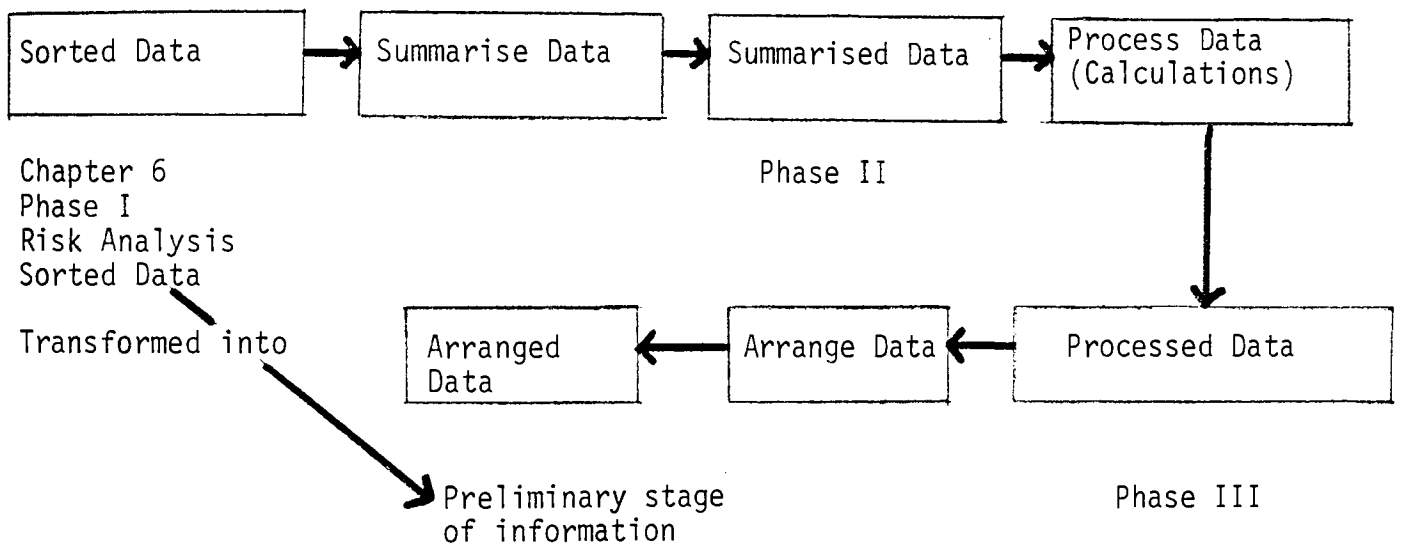 Sorted Data
Summarise Data
Summarised Data
Process Data
(Calculations)
Chapter 6
Phase I
Risk Analysis
Sorted Data
Transformed into
Phase II
Arranged
Data
Arrange Data
Processed Data
Preliminary stage
of information
Phase III